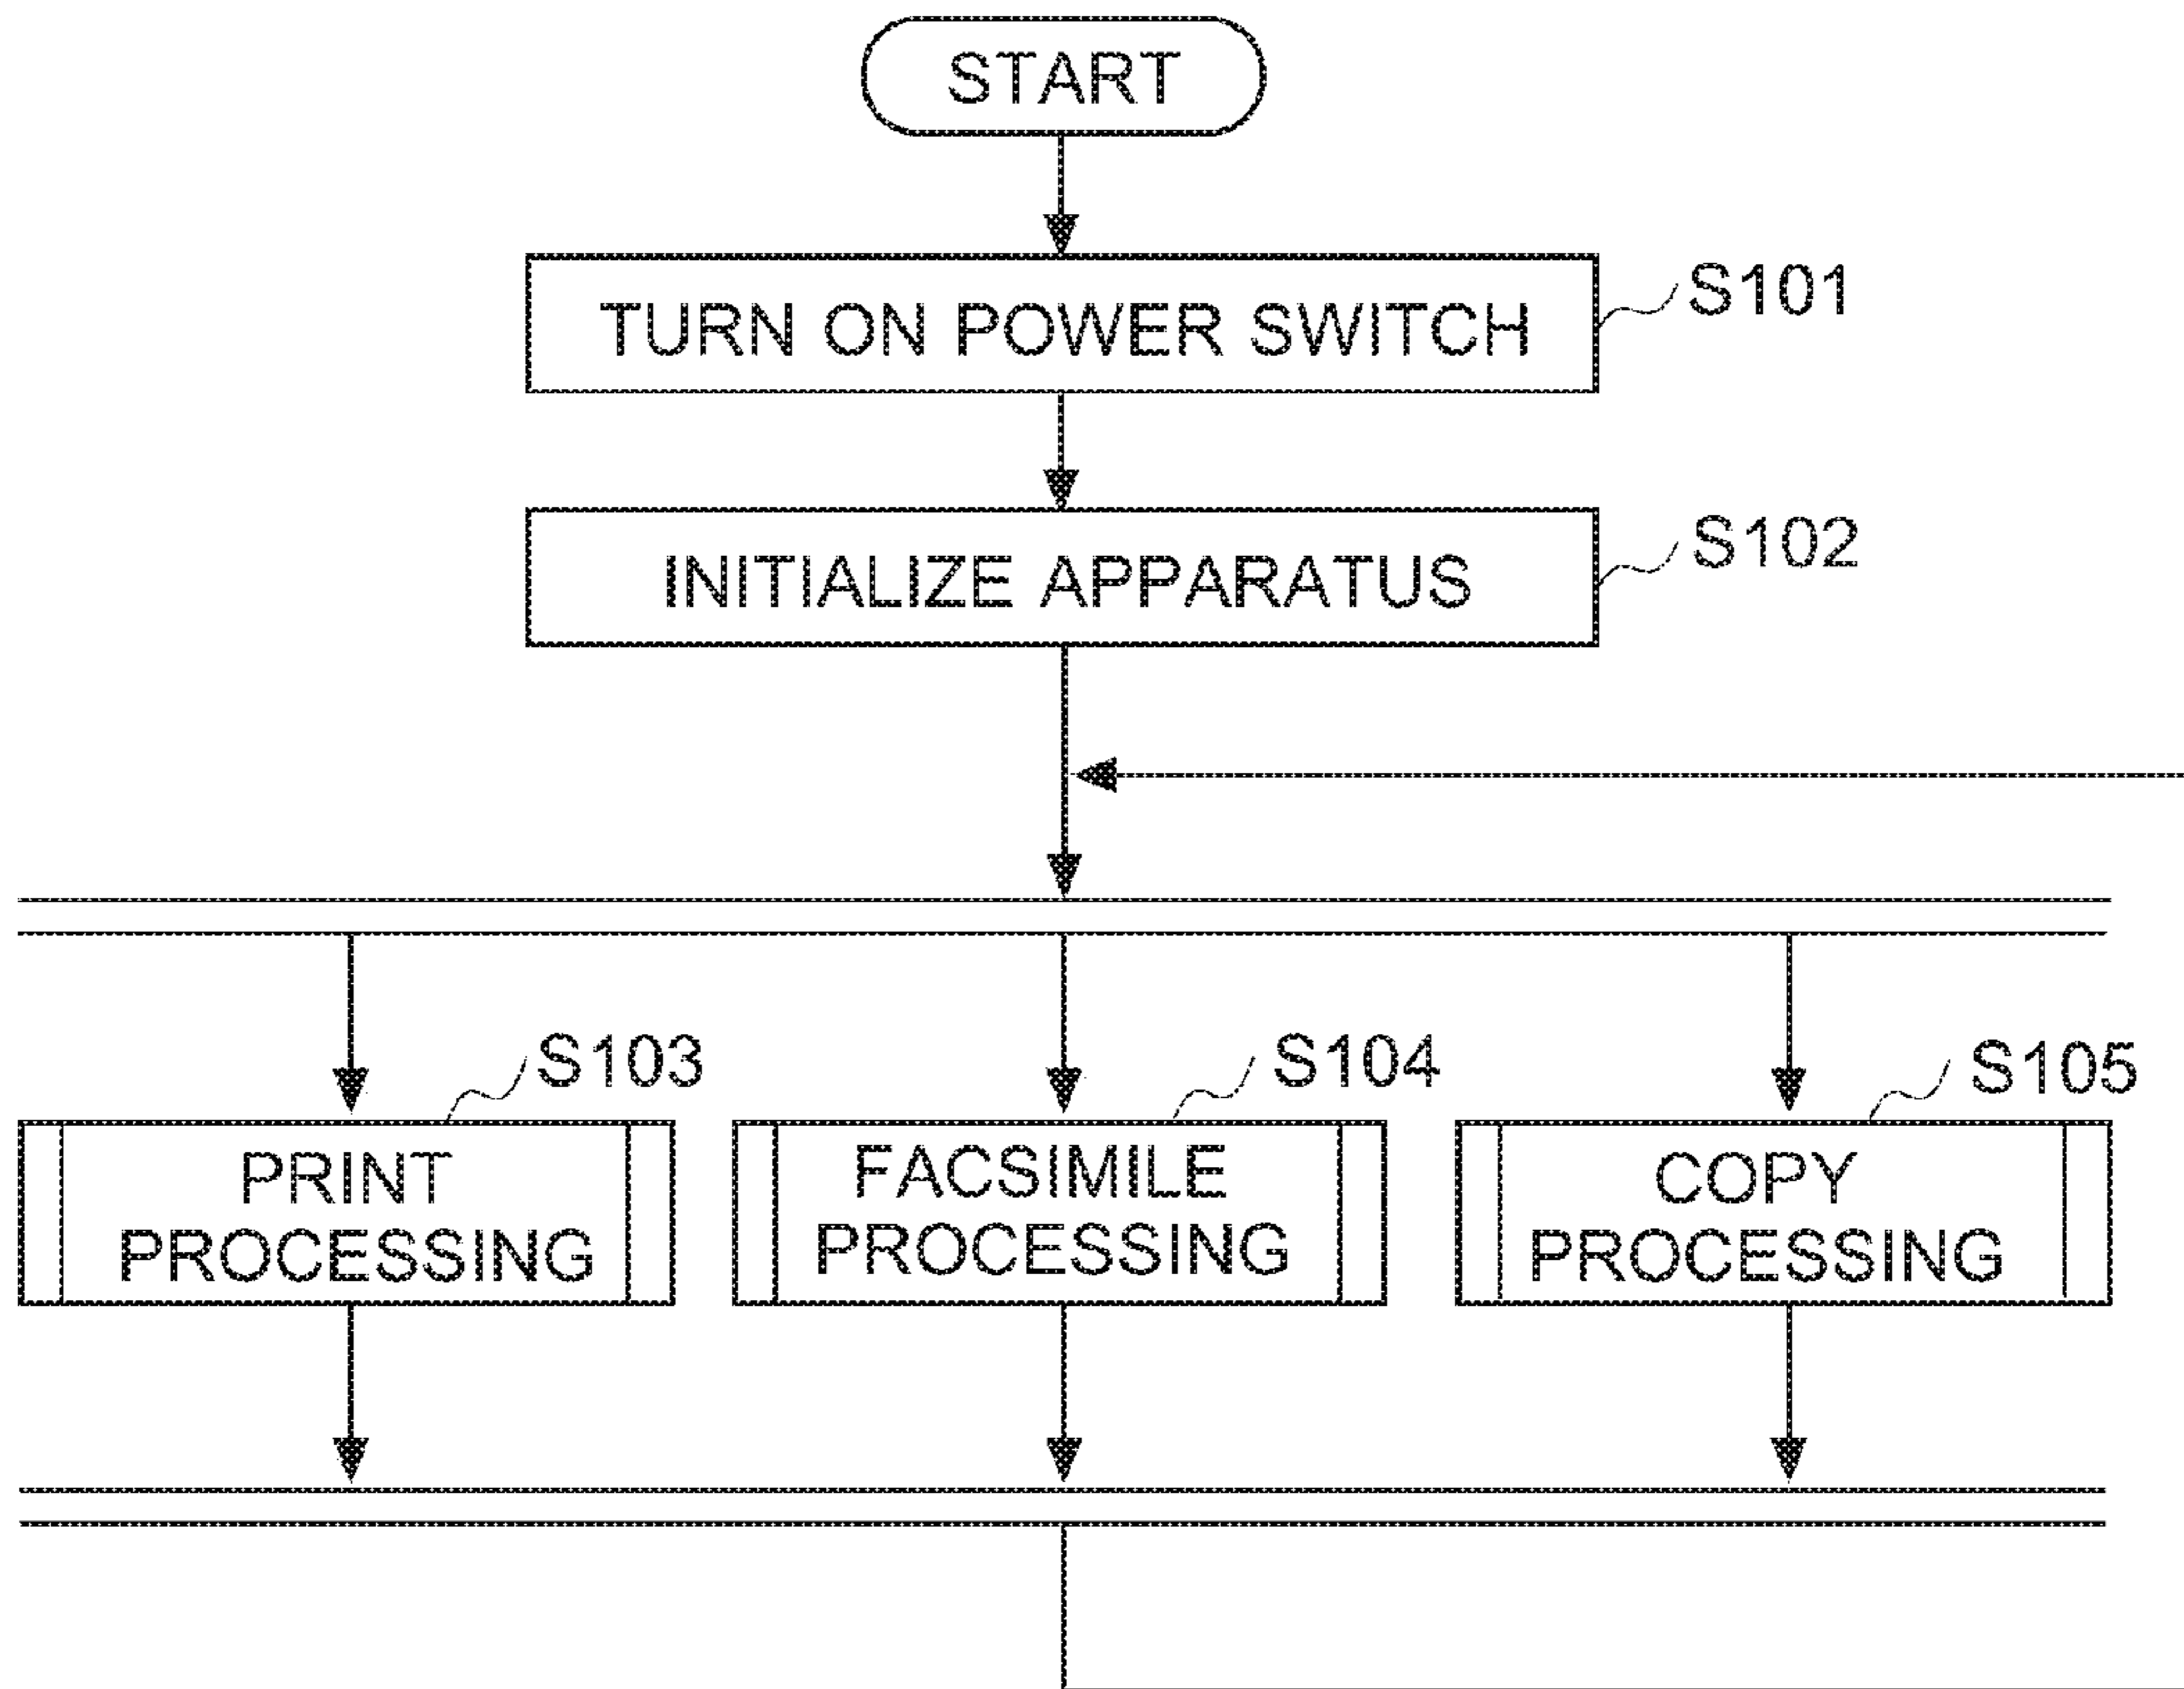 START
TURN ON POWER SWITCH
S101
INITIALIZE APPARATUS
S102
S103
S104
S105
PRINT
PROCESSING
FACSIMILE
PROCESSING
COPY
PROCESSING